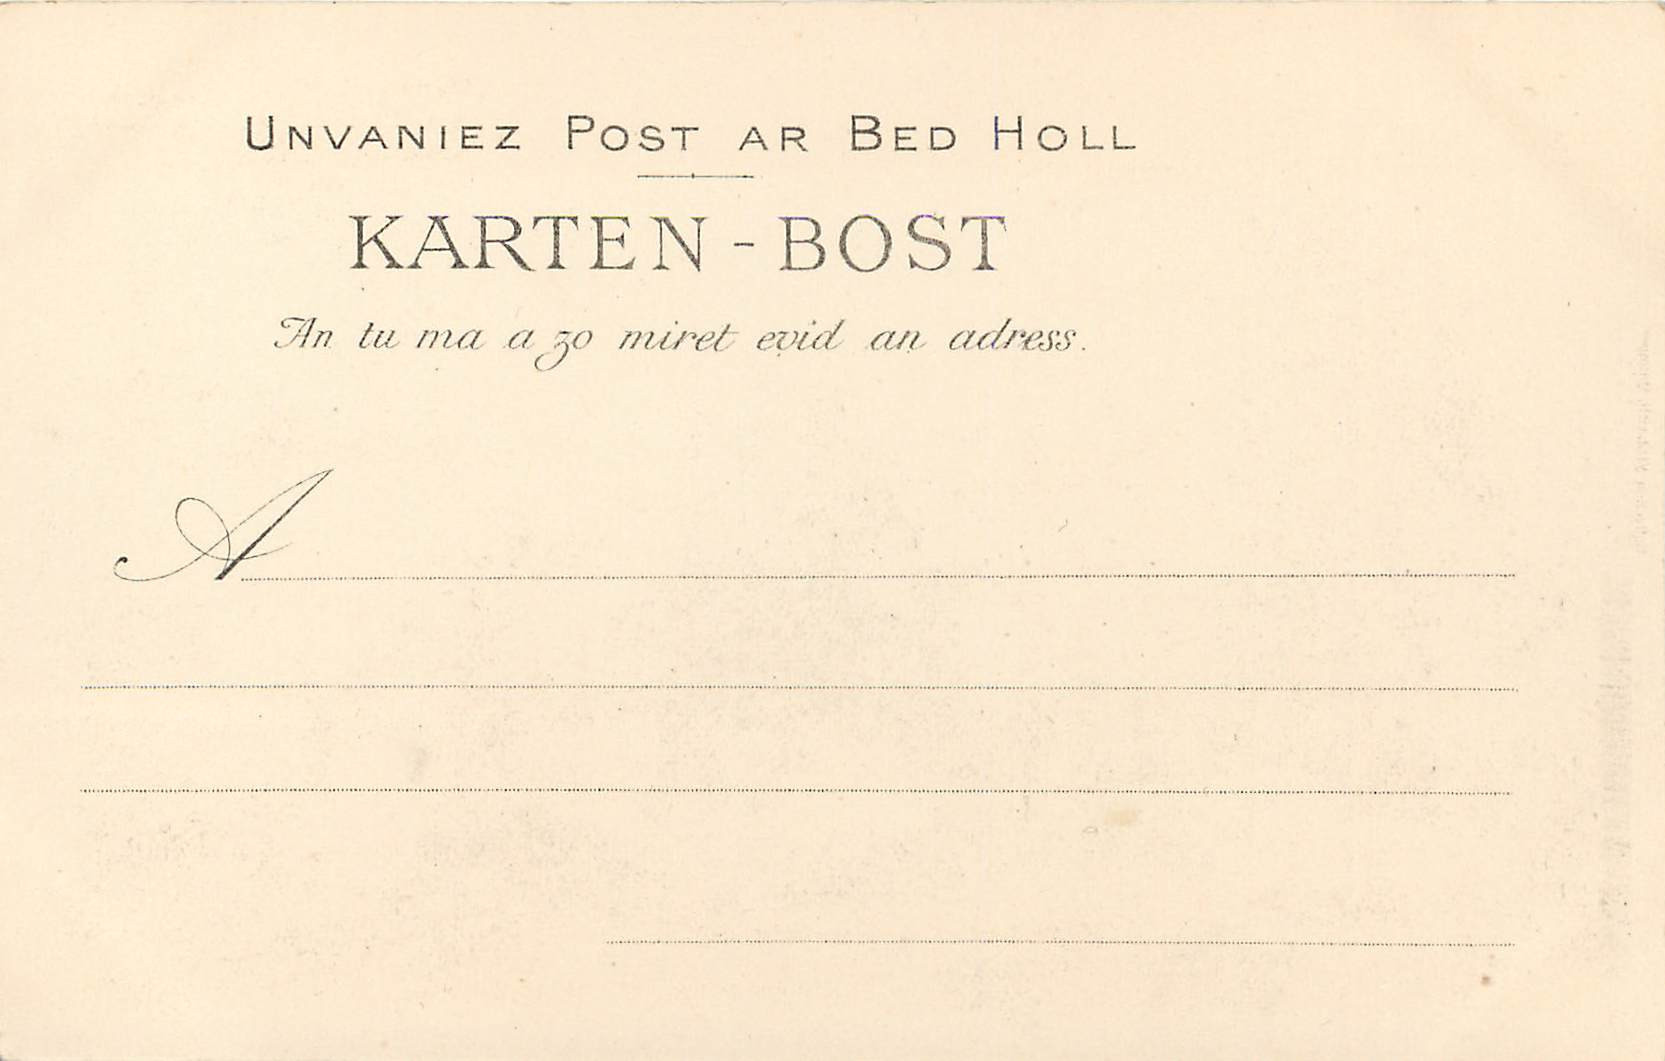 UNVANIEZ POST AR BED HOLL
KARTEN-BOST
An tu ma a zo miret evid an adress.
A